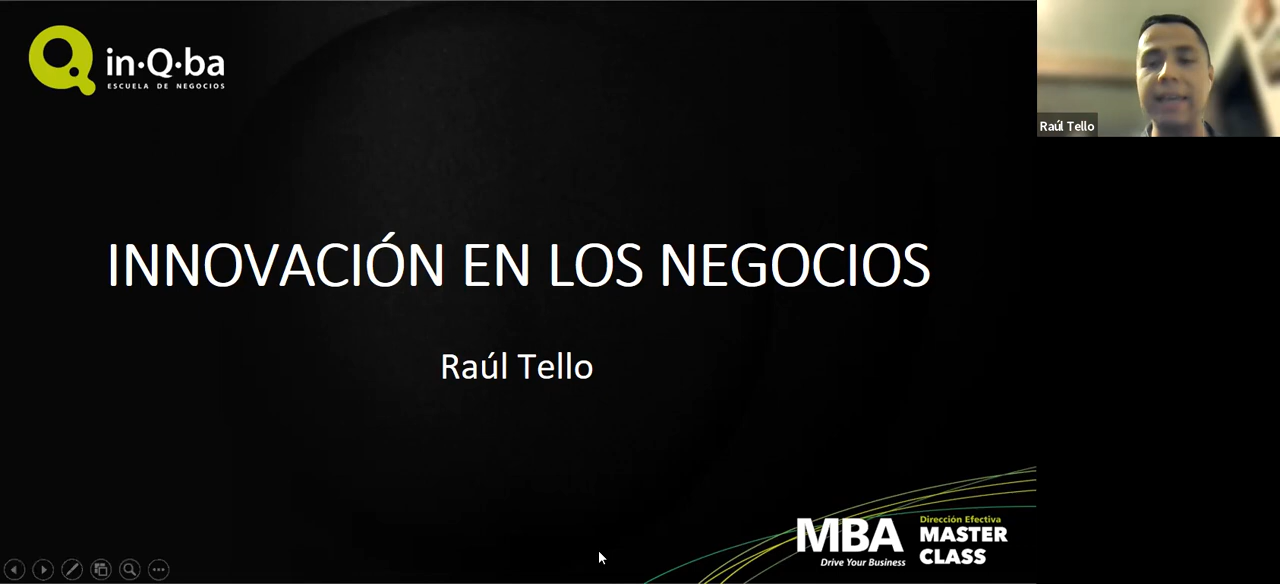 in·Q·ba
ESCUELA DE NEGOCIOS
Raúl Tello
INNOVACIÓN EN LOS NEGOCIOS
Raúl Tello
MBA
Drive Your Business
Dirección Efectiva
MASTER
CLASS